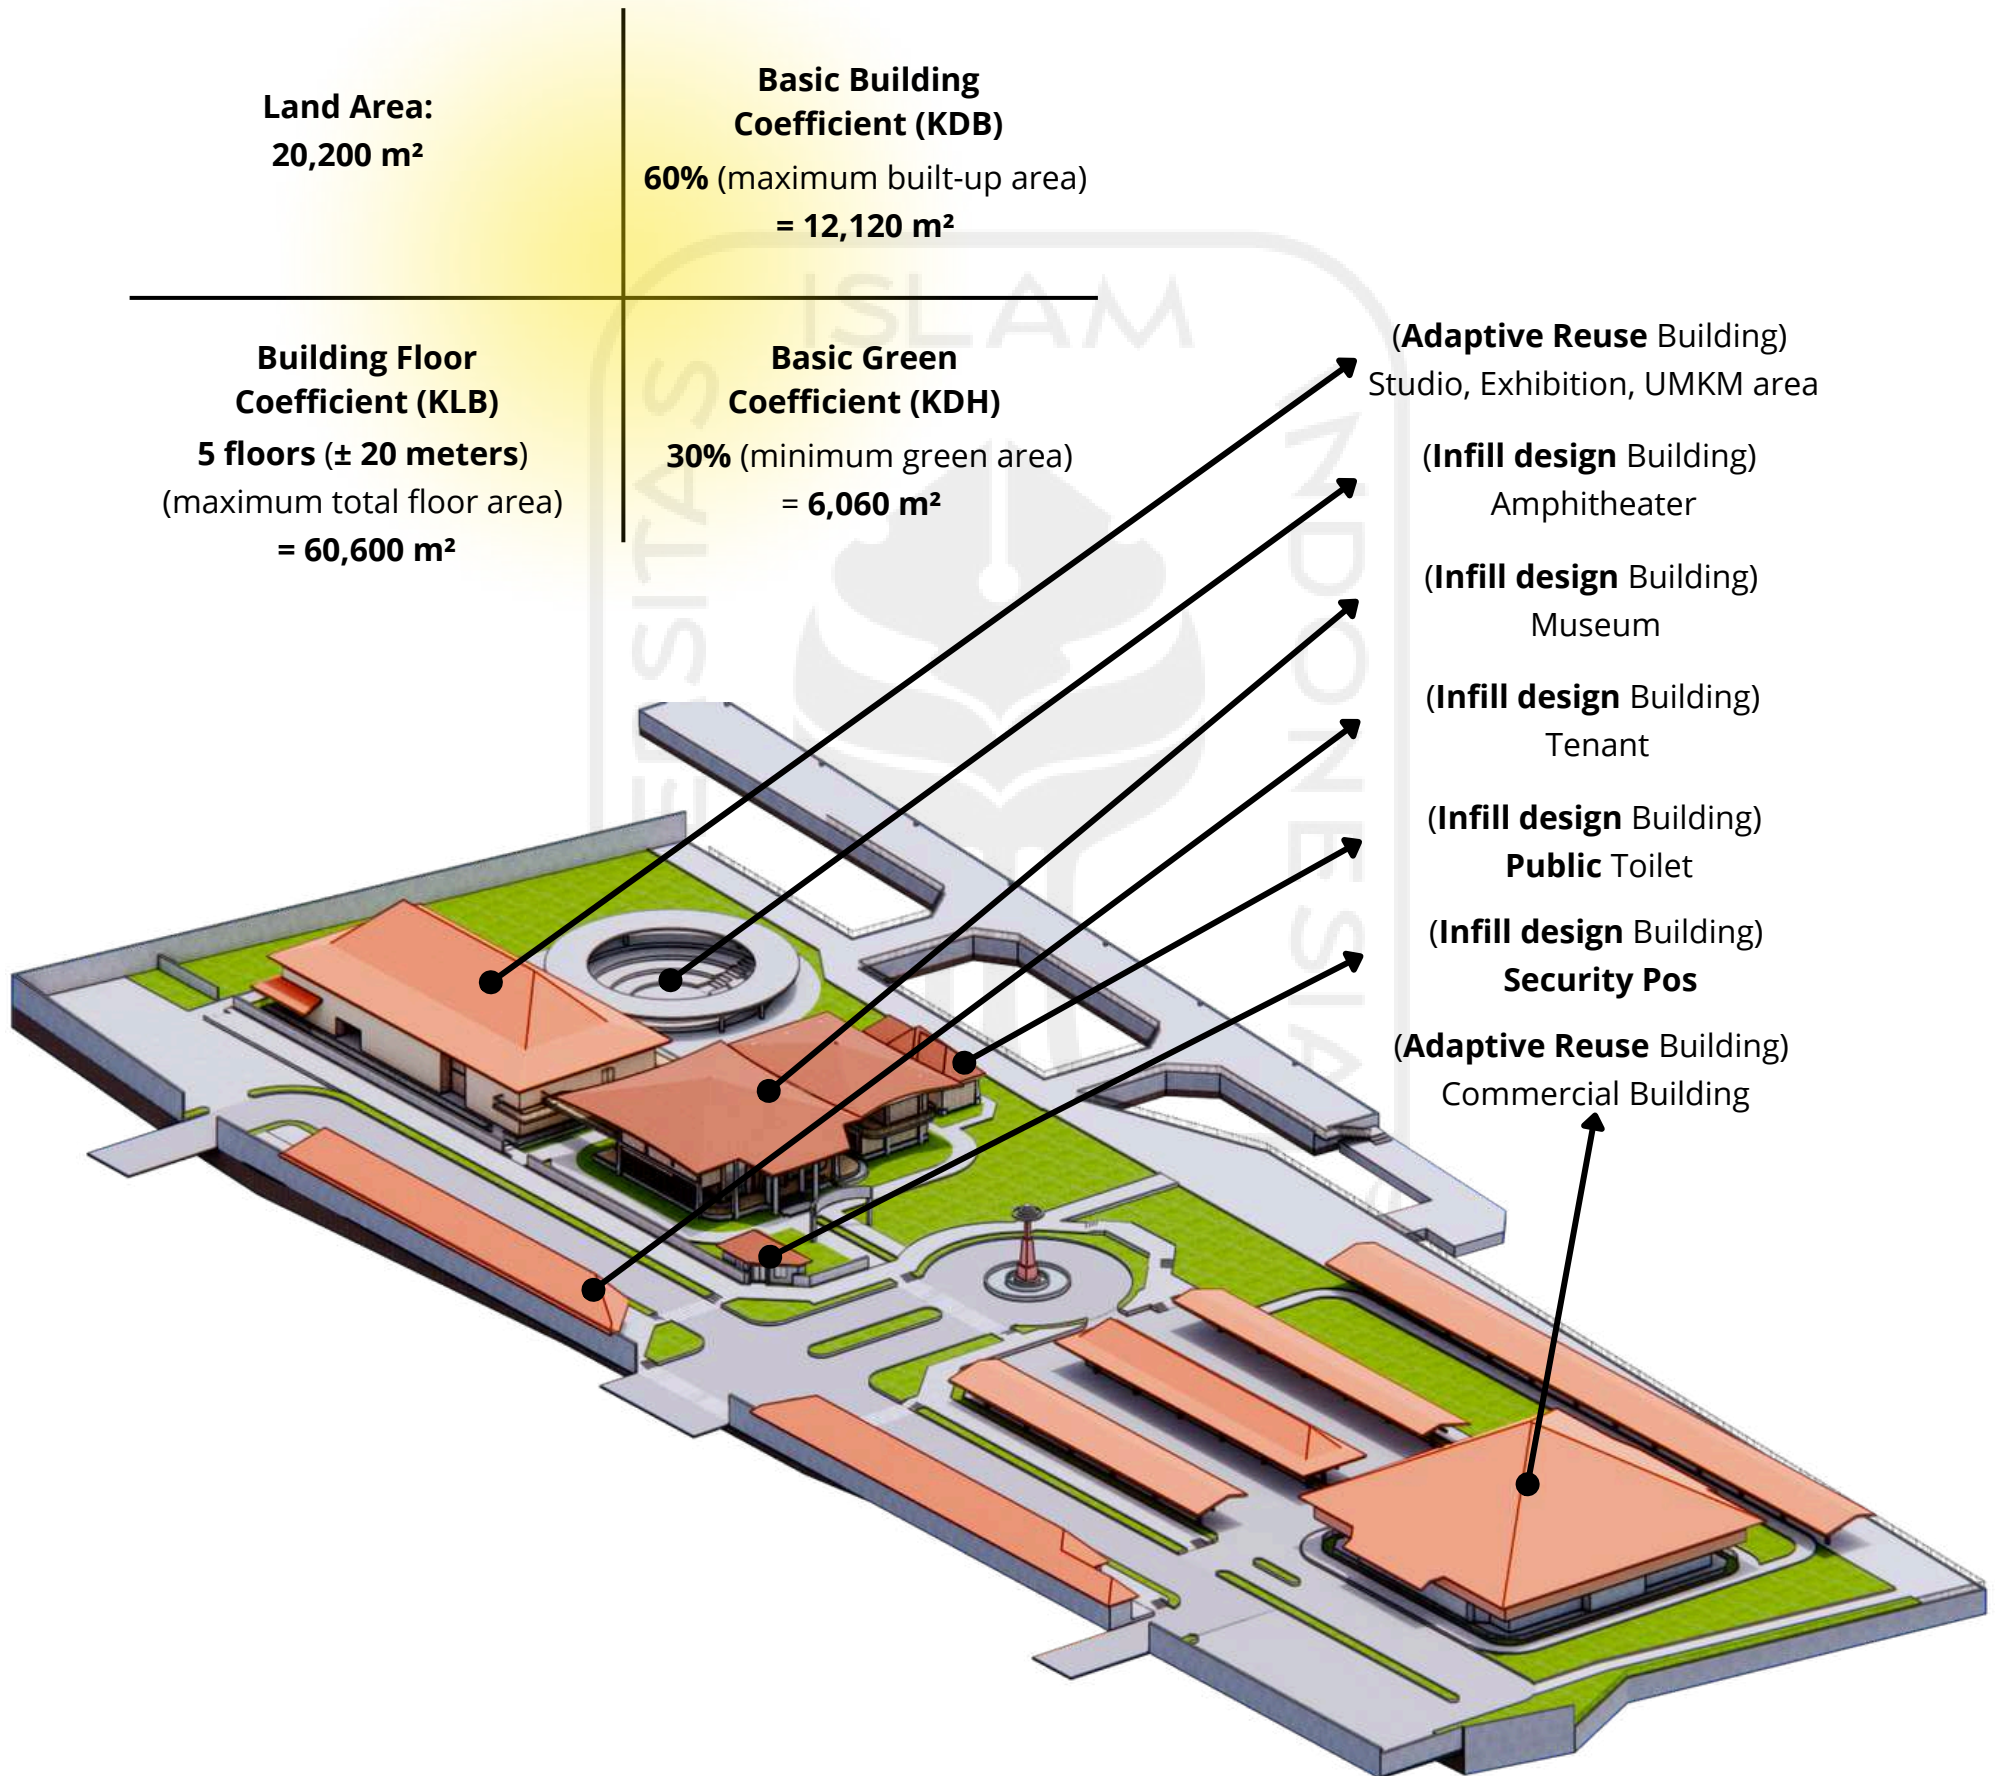 Land Area:
20,200 m²
Basic Building
Coefficient (KDB)
60% (maximum built-up area)
= 12,120 m²
Building Floor
Coefficient (KLB)
5 floors (± 20 meters)
(maximum total floor area)
= 60,600 m²
Basic Green
Coefficient (KDH)
30% (minimum green area)
= 6,060 m²
(Adaptive Reuse Building)
Studio, Exhibition, UMKM area
(Infill design Building)
Amphitheater
(Infill design Building)
Museum
(Infill design Building)
Tenant
(Infill design Building)
Public Toilet
(Infill design Building)
Security Pos
(Adaptive Reuse Building)
Commercial Building
ISLAM